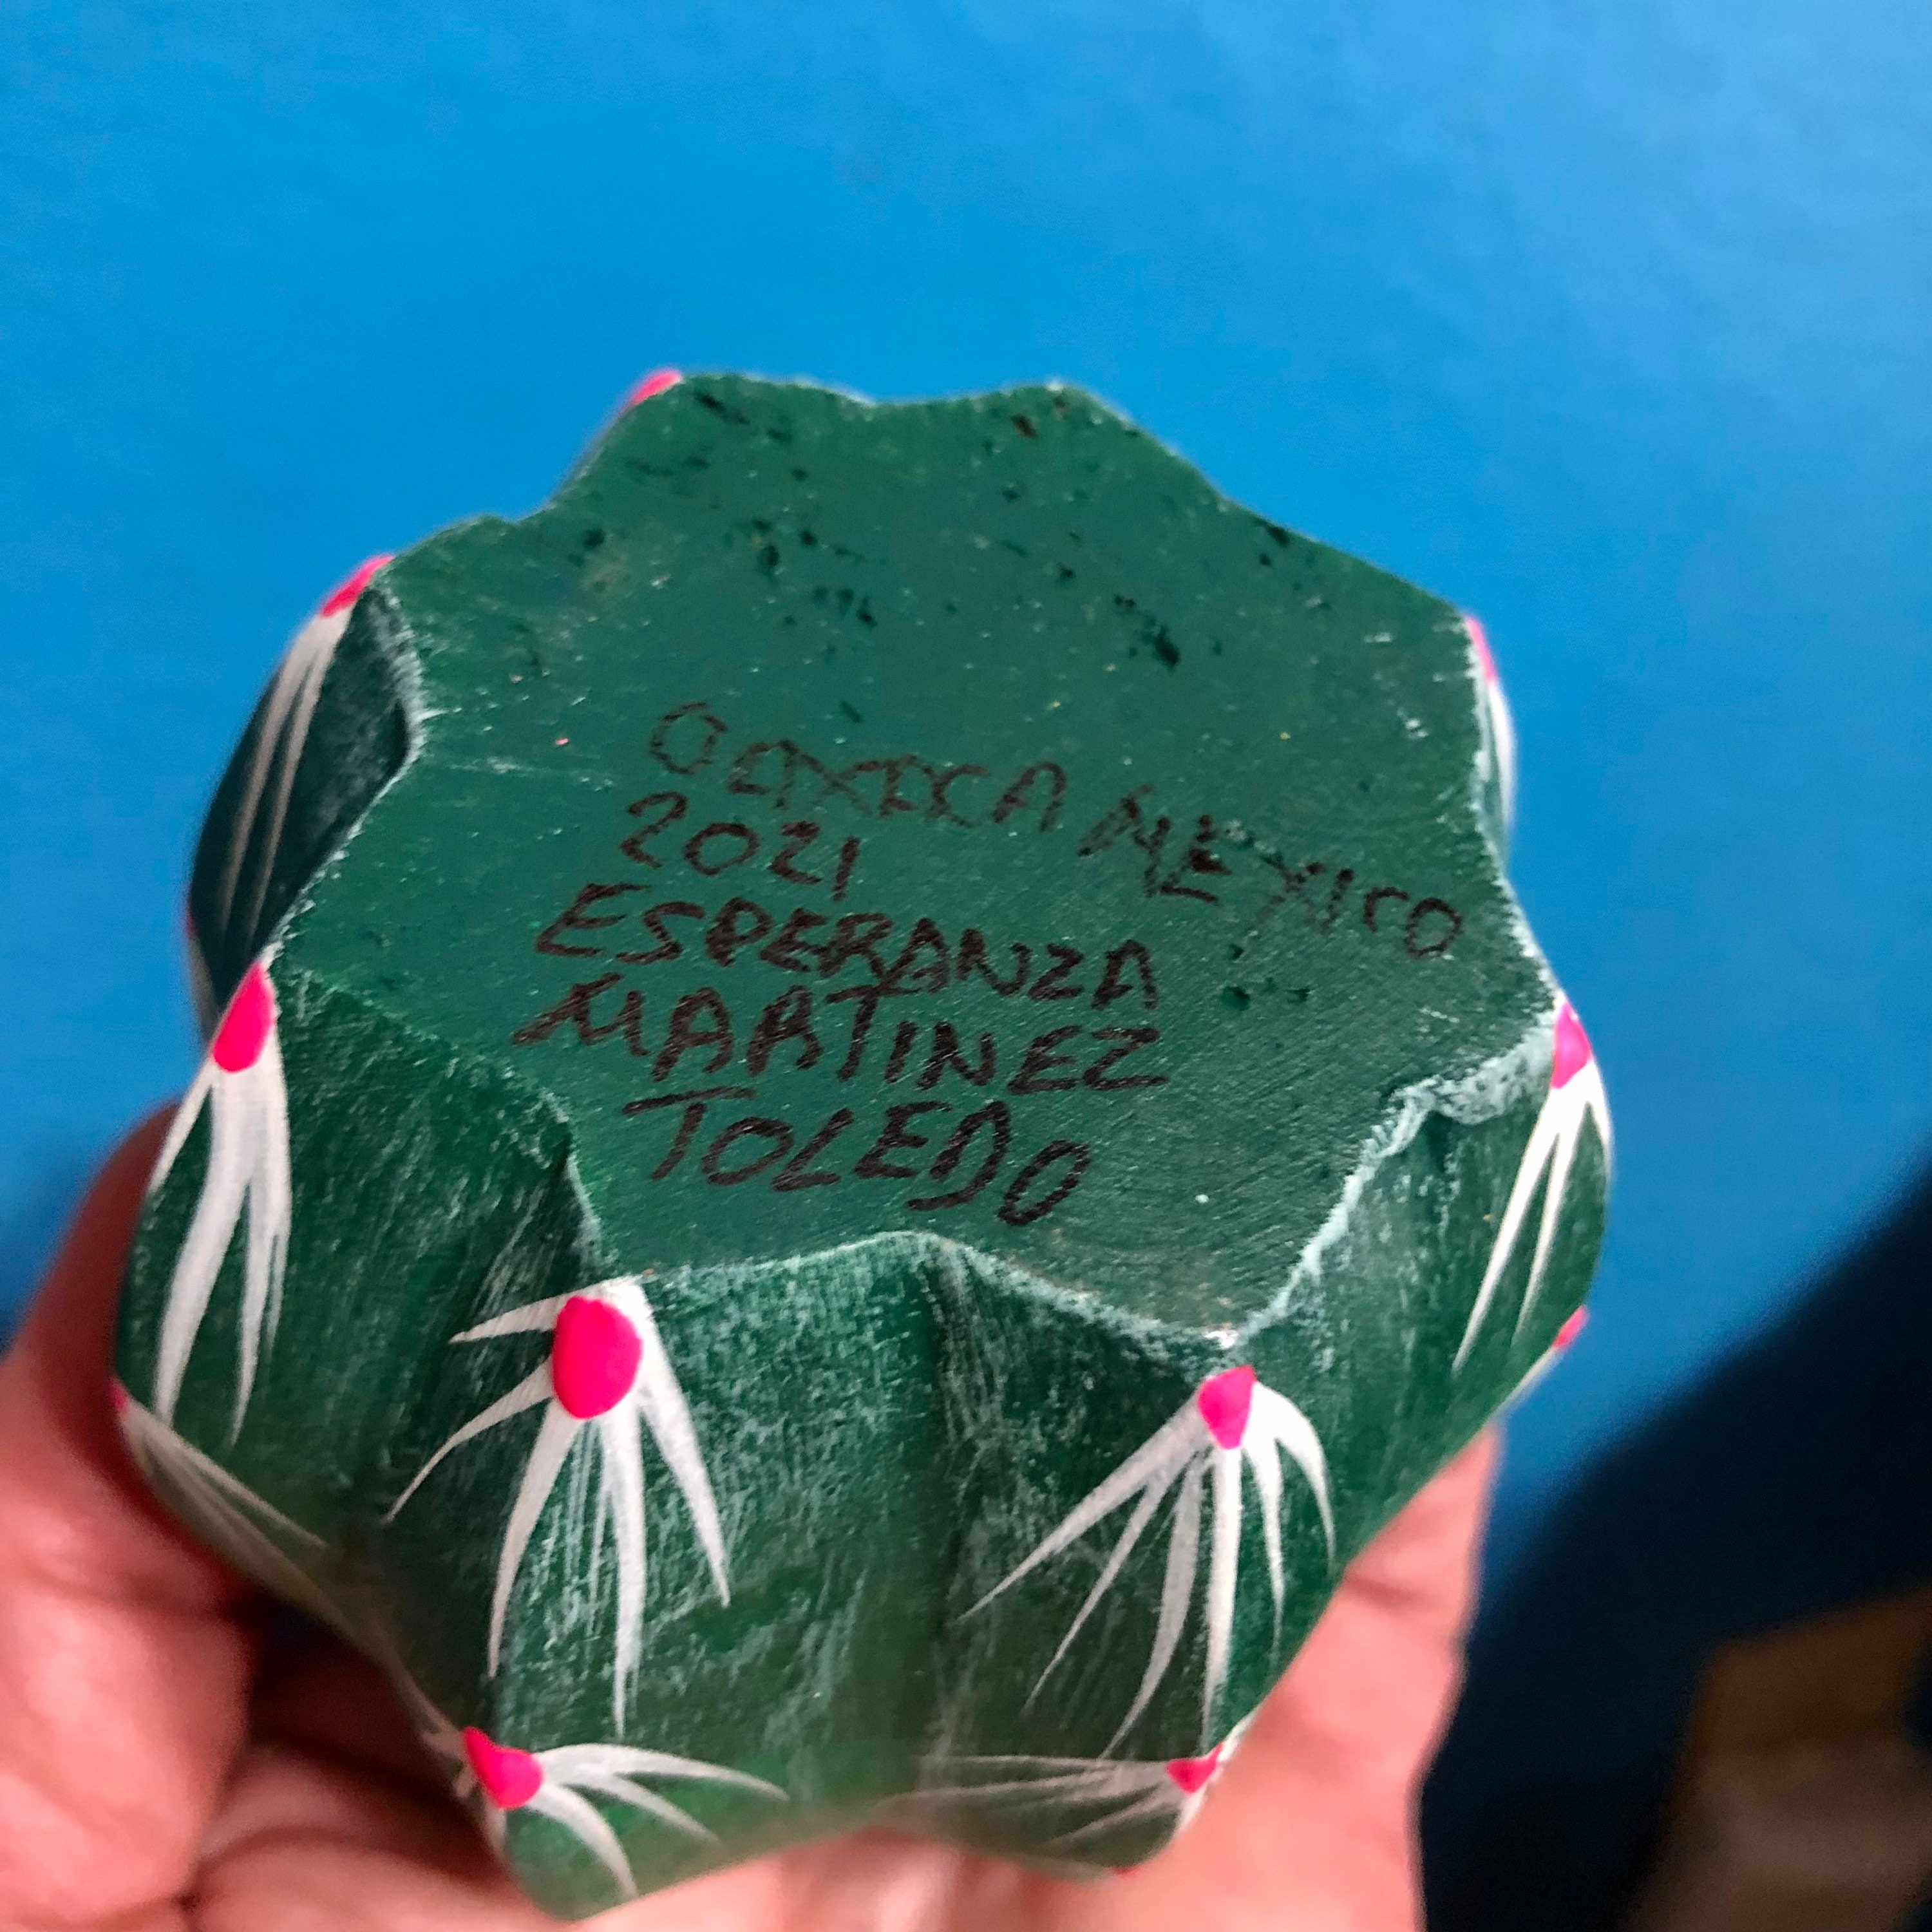 OAXACA MEXICO
2021
ESPERANZA
MARTINEZ
TOLEDO